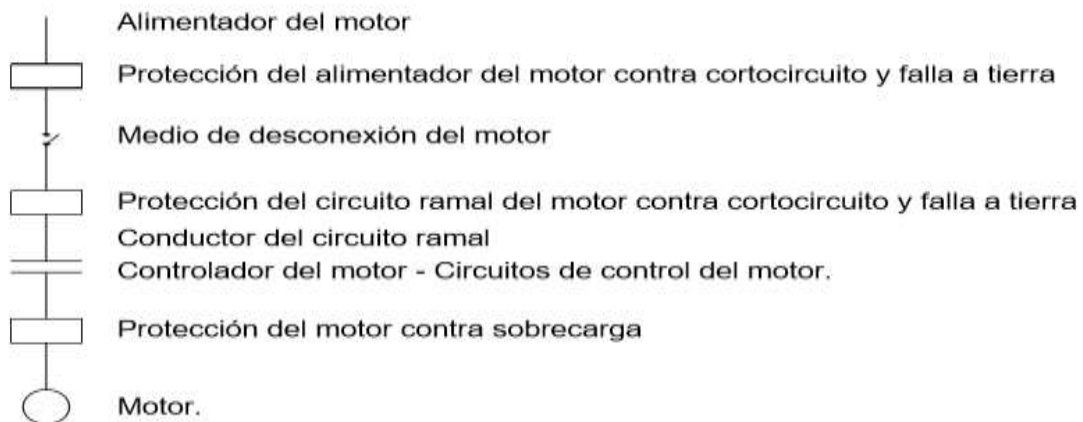 Alimentador del motor
Protección del alimentador del motor contra cortocircuito y falla a tierra
Medio de desconexión del motor
Protección del circuito ramal del motor contra cortocircuito y falla a tierra
Conductor del circuito ramal
Controlador del motor - Circuitos de control del motor.
Protección del motor contra sobrecarga
Motor.